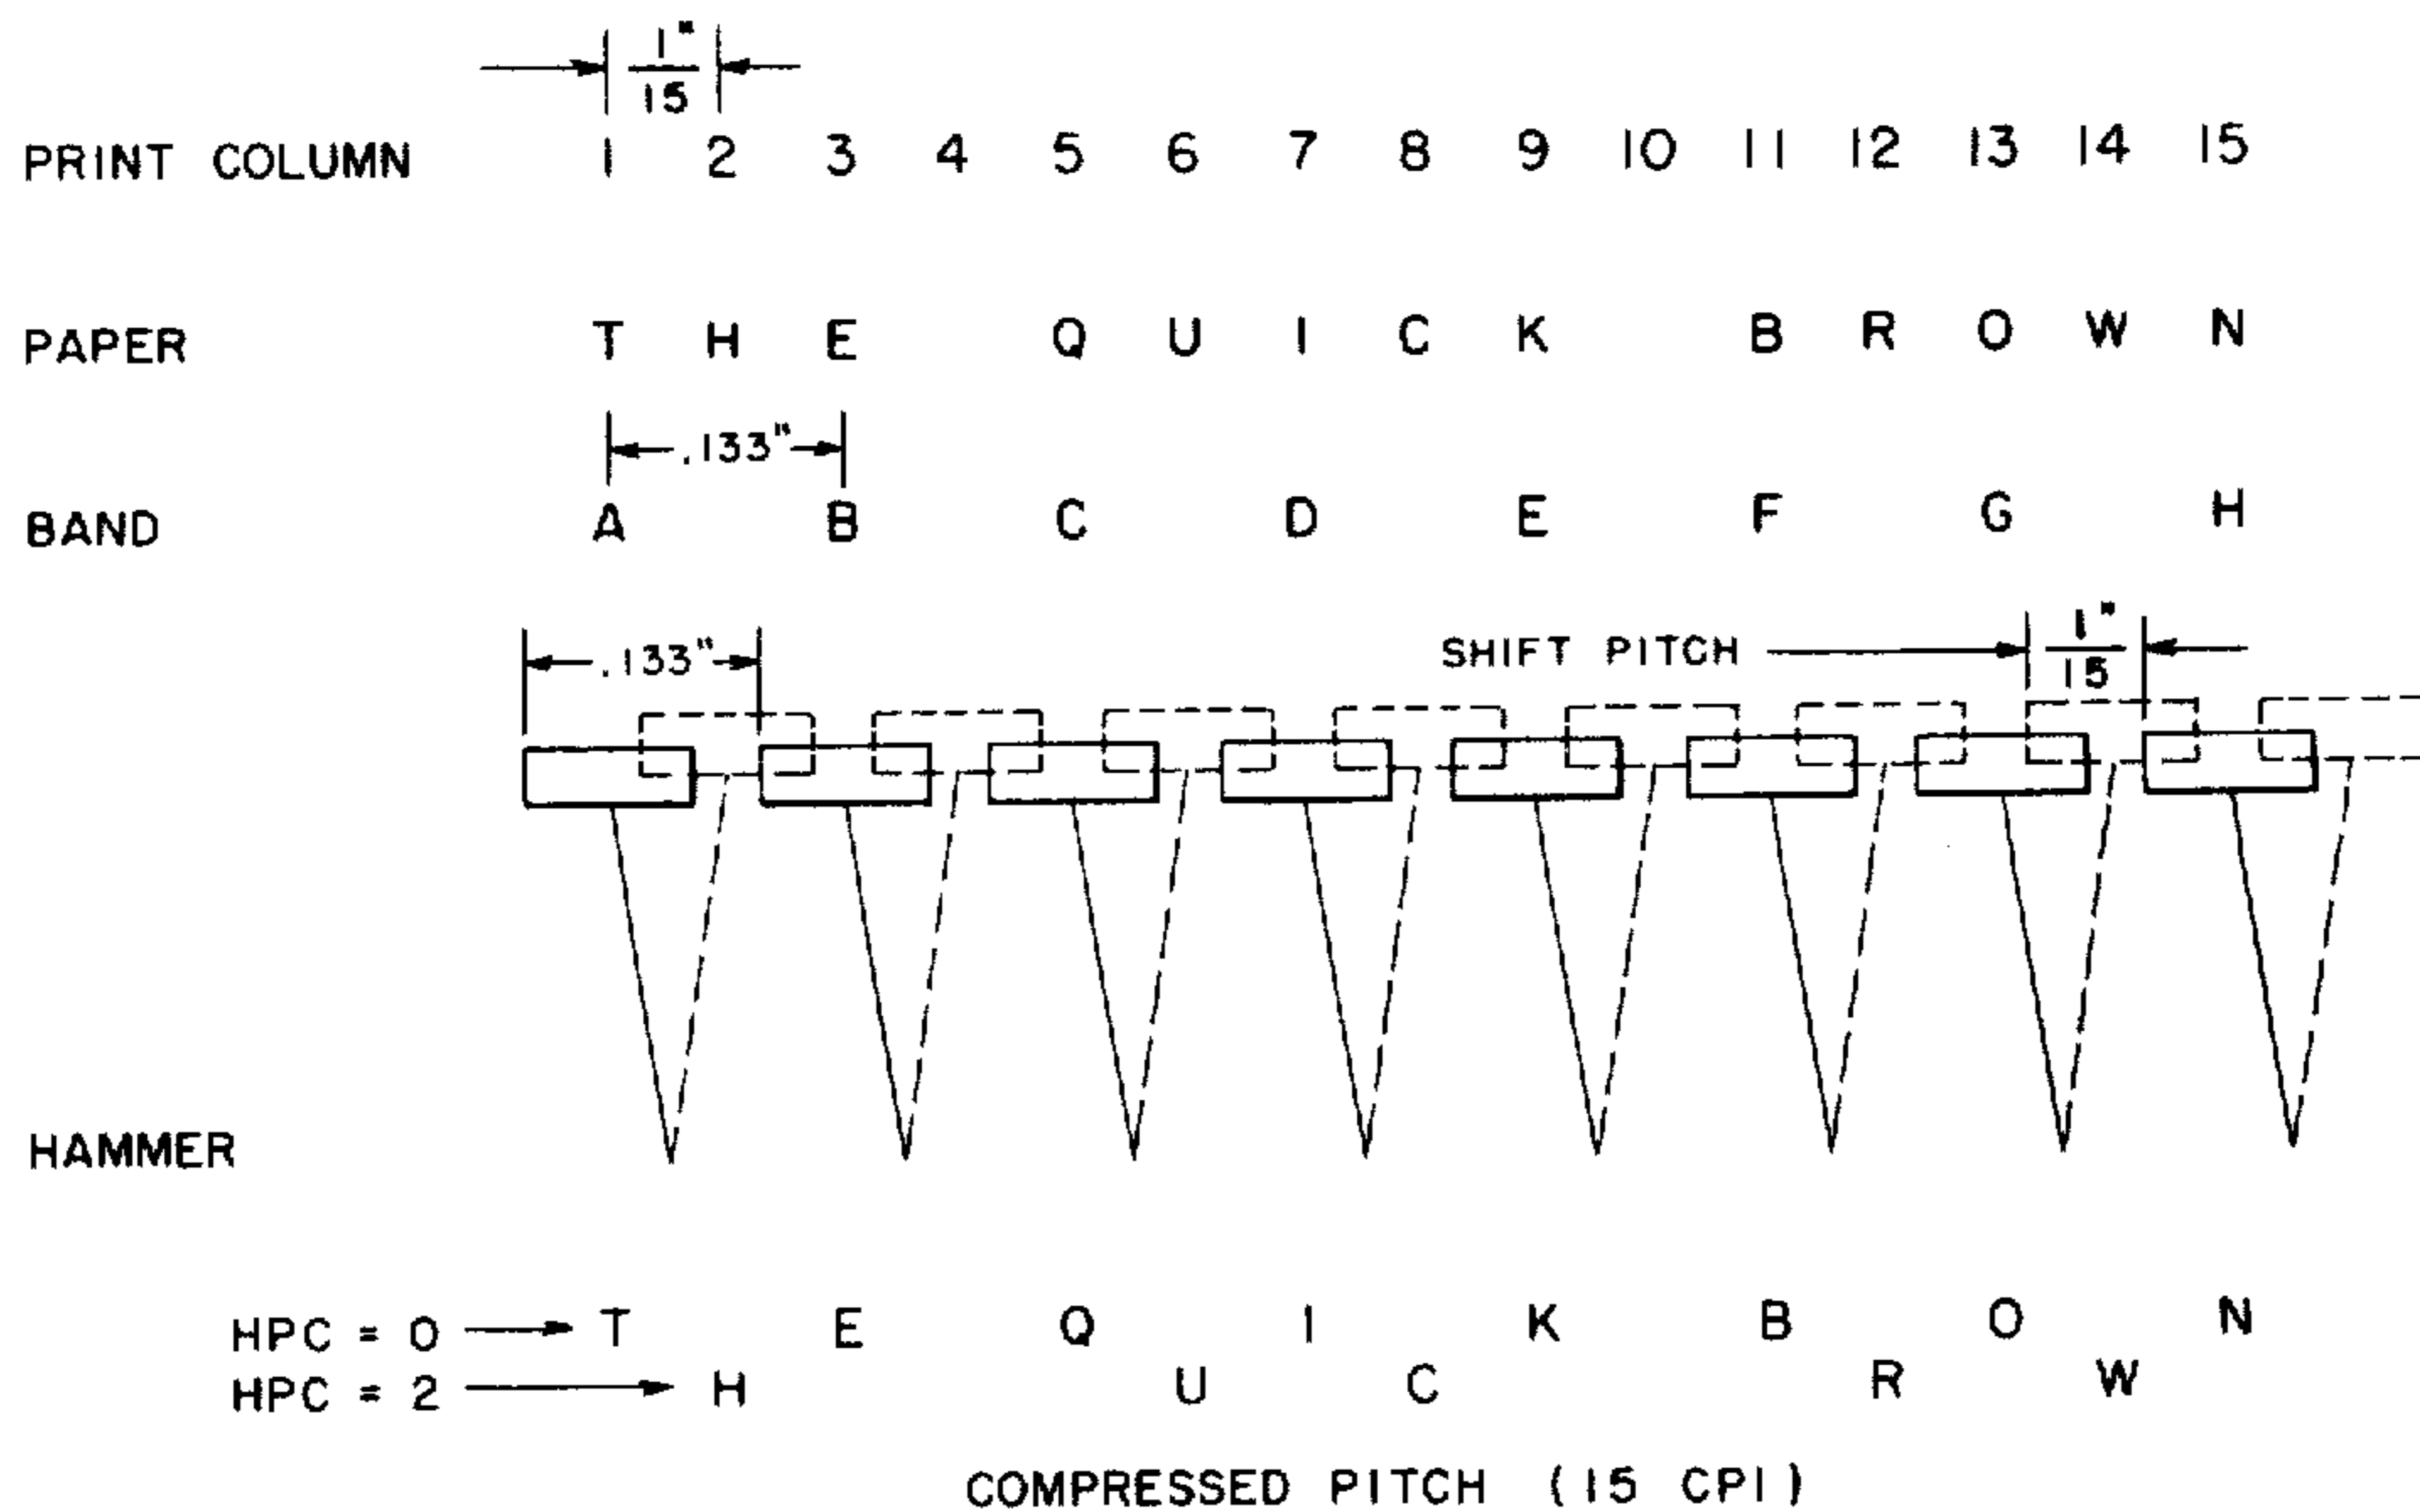 1"
15
PRINT COLUMN 1 2 3 4 5 6 7 8 9 10 11 12 13 14 15
PAPER T H E Q U I C K B R O W N
.133"
BAND A B C D E F G H
.133" SHIFT PITCH 1"
15
HAMMER
HPC = 0 T E Q I K B O N
HPC = 2 H U C R W
COMPRESSED PITCH (15 CPI)